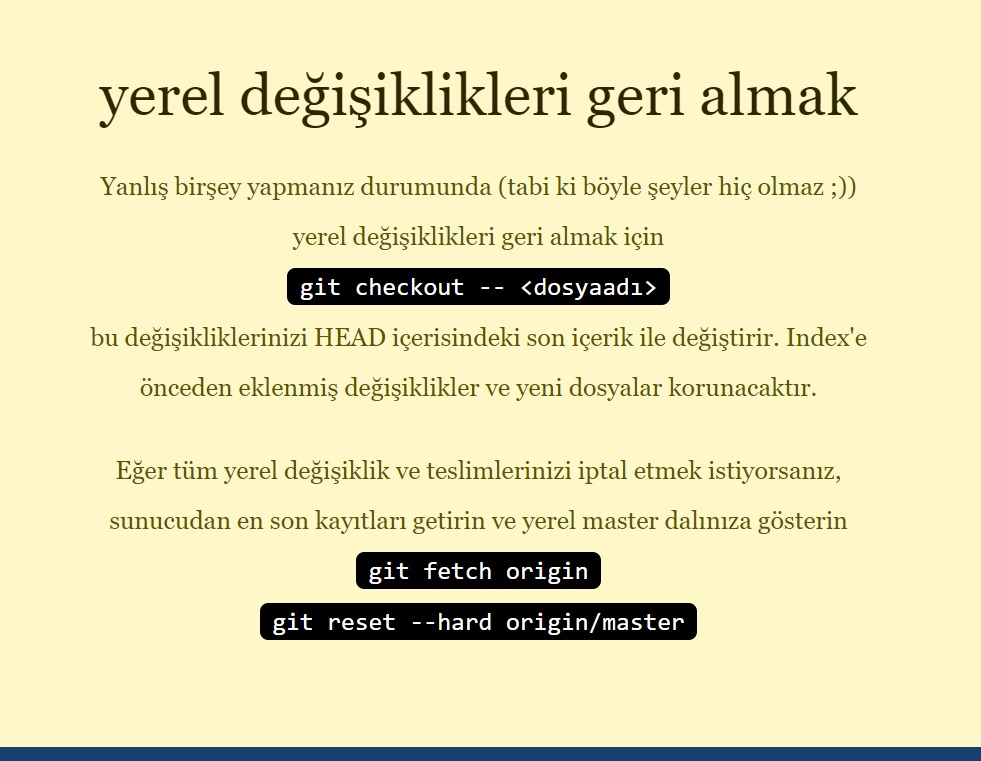 yerel değişiklikleri geri almak
Yanlış birşey yapmanız durumunda (tabi ki böyle şeyler hiç olmaz ;))
yerel değişiklikleri geri almak için
git checkout -- <dosyaadı>
bu değişikliklerinizi HEAD içerisindeki son içerik ile değiştirir. Index'e
önceden eklenmiş değişiklikler ve yeni dosyalar korunacaktır.
Eğer tüm yerel değişiklik ve teslimlerinizi iptal etmek istiyorsanız,
sunucudan en son kayıtları getirin ve yerel master dalınıza gösterin
git fetch origin
git reset --hard origin/master